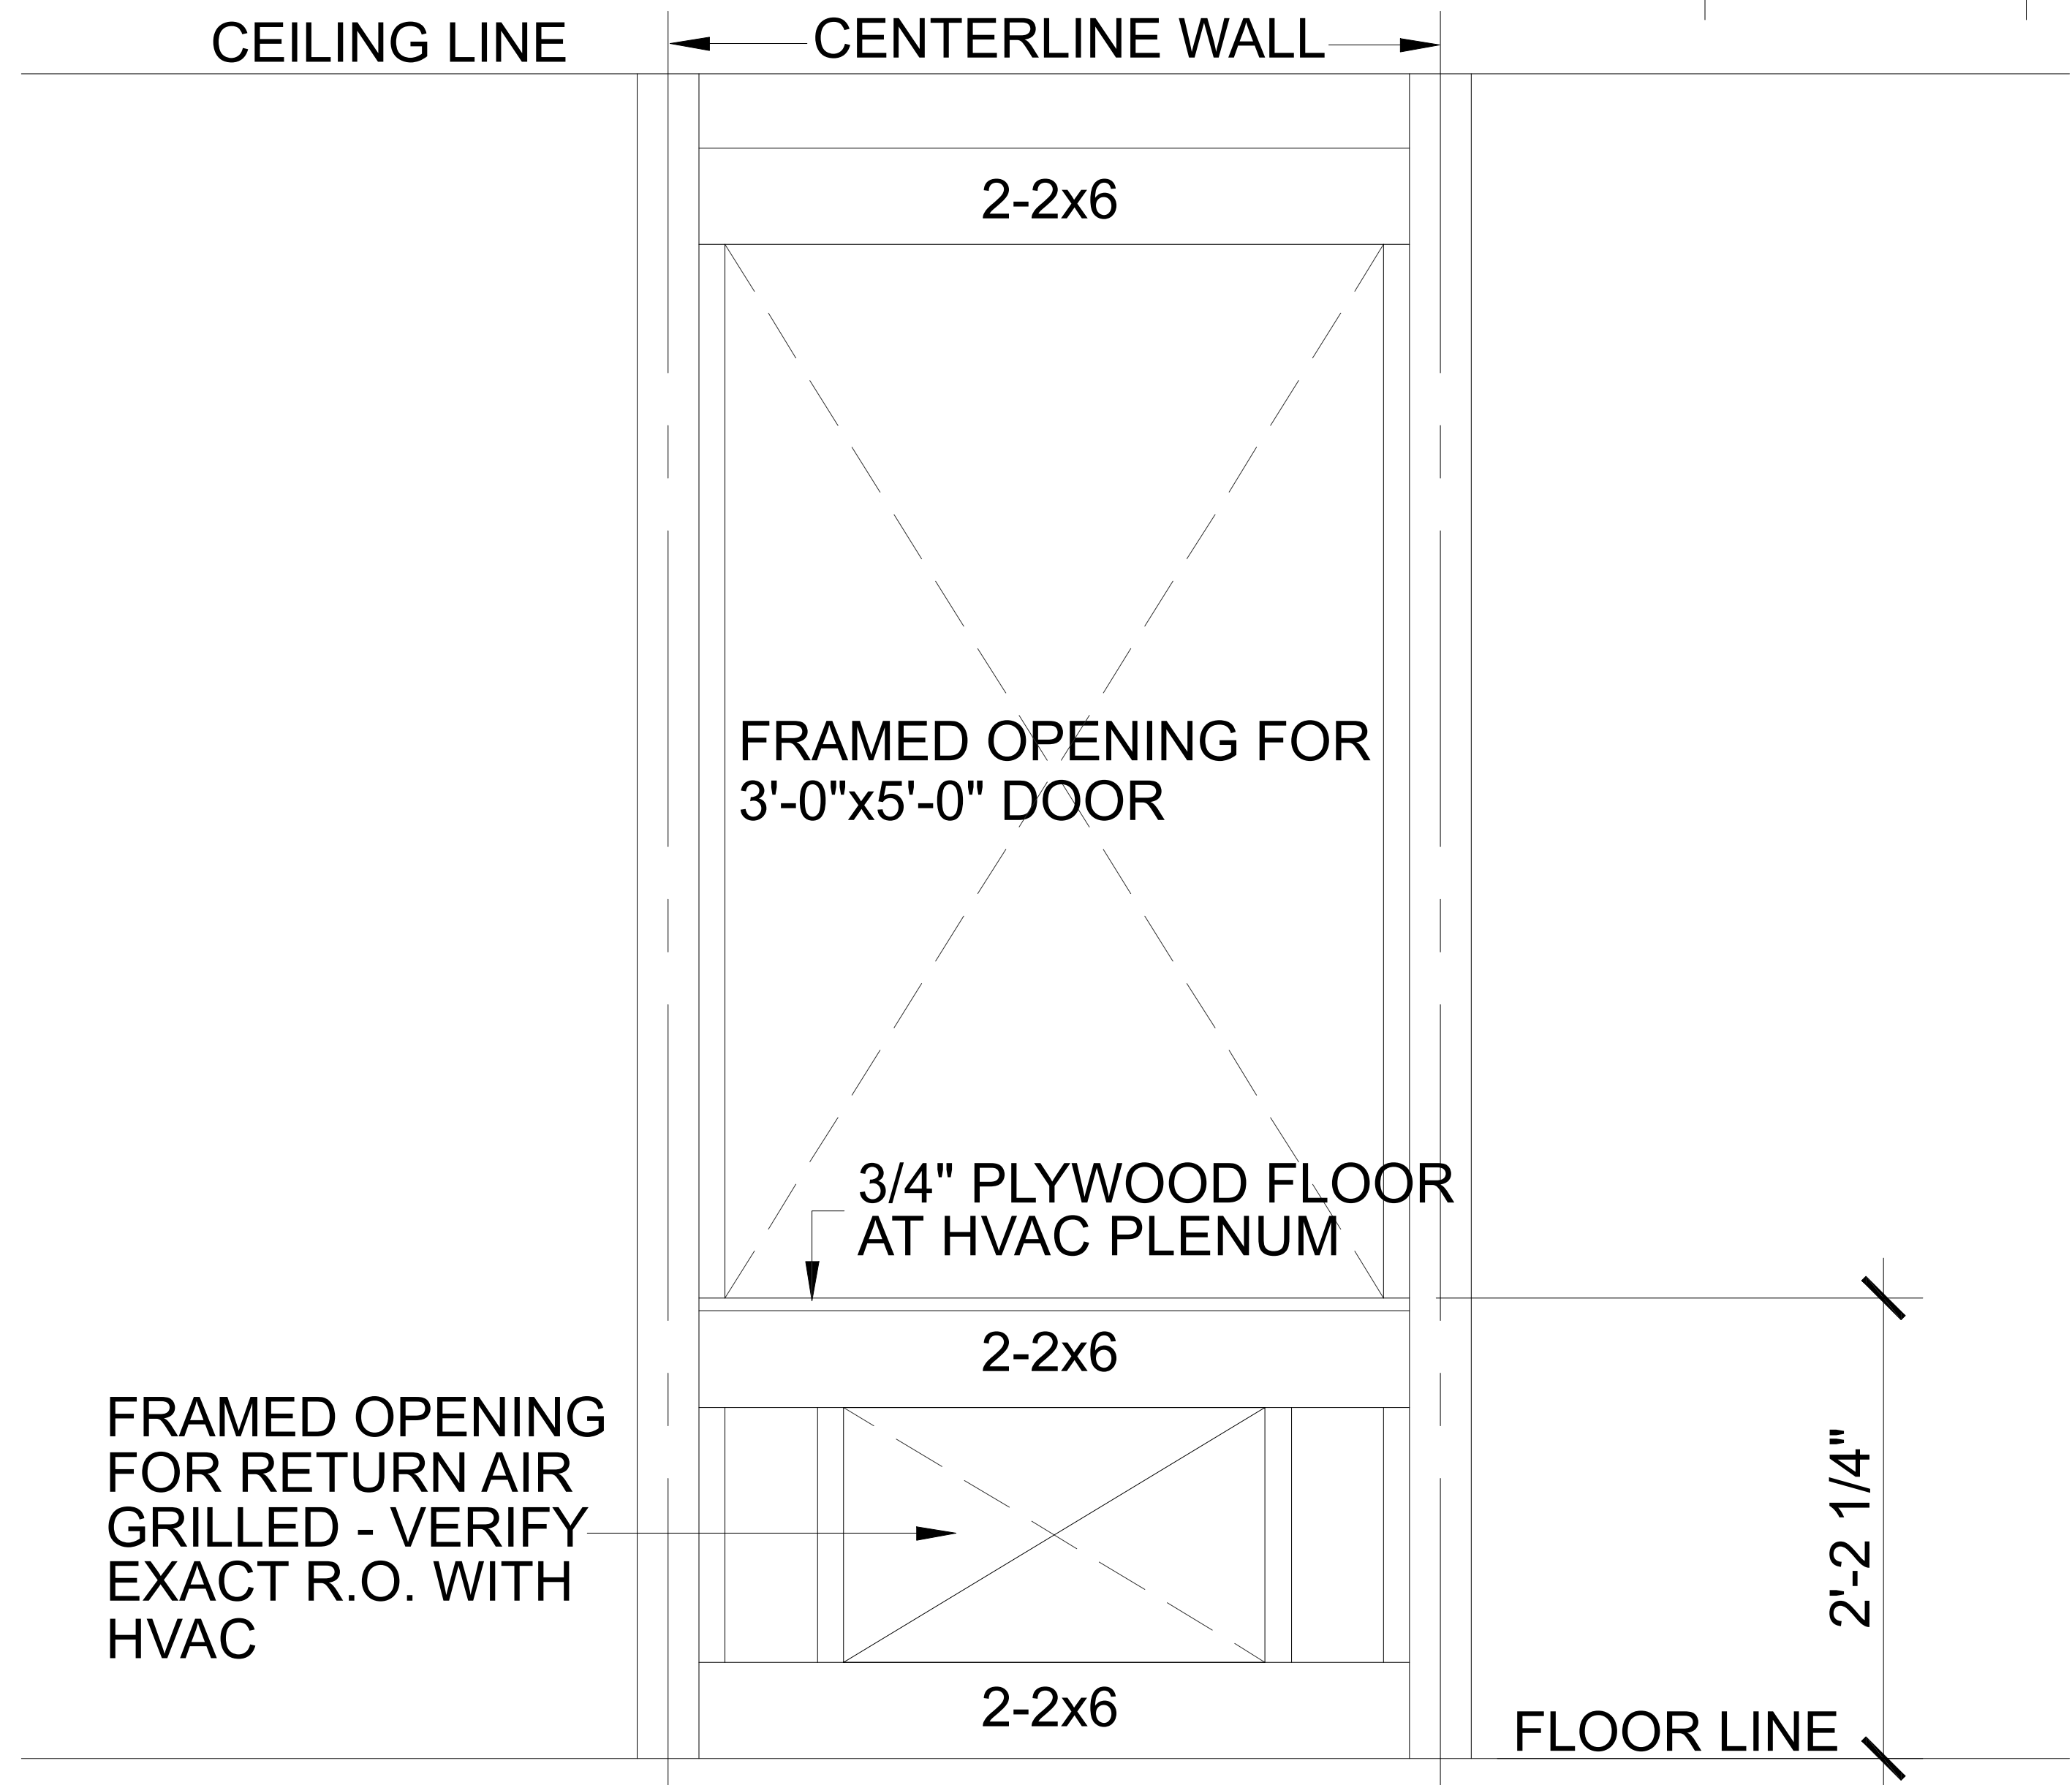 CEILING LINE
CENTERLINE WALL
2-2x6
FRAMED OPENING FOR
3'-0"x5'-0" DOOR
3/4" PLYWOOD FLOOR
AT HVAC PLENUM
2-2x6
FRAMED OPENING
FOR RETURN AIR
GRILLED - VERIFY
EXACT R.O. WITH
HVAC
2'-2 1/4"
2-2x6
FLOOR LINE